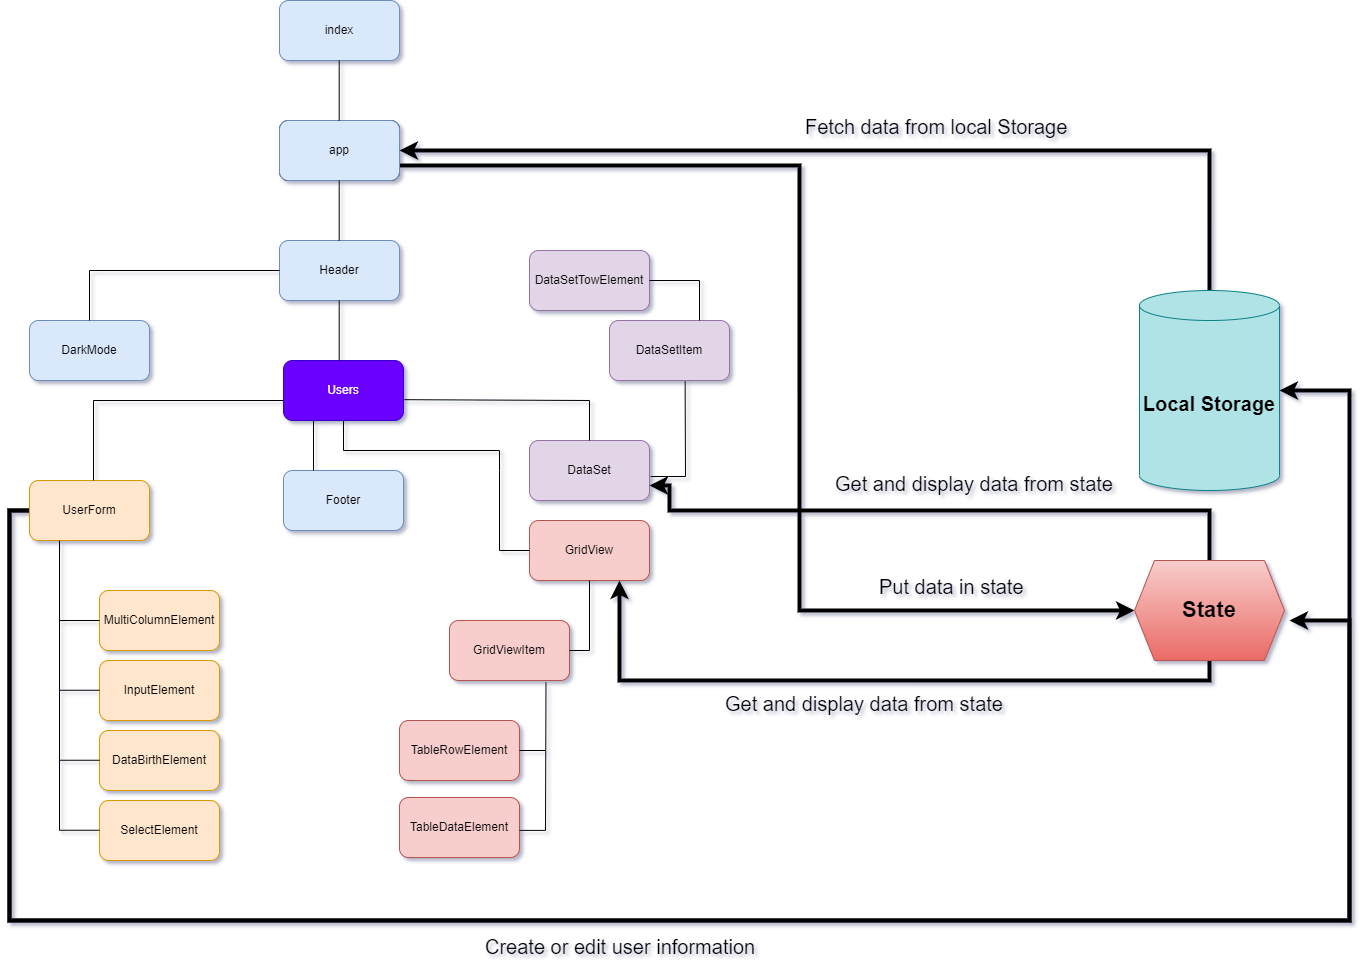 index
Fetch data from local Storage
app
Header
DataSetTowElement
DarkMode
DataSetItem
Users
Local Storage
DataSet
Get and display data from state
Footer
UserForm
GridView
Put data in state
State
MultiColumnElement
GridViewItem
InputElement
Get and display data from state
TableRowElement
DataBirthElement
TableDataElement
SelectElement
Create or edit user information